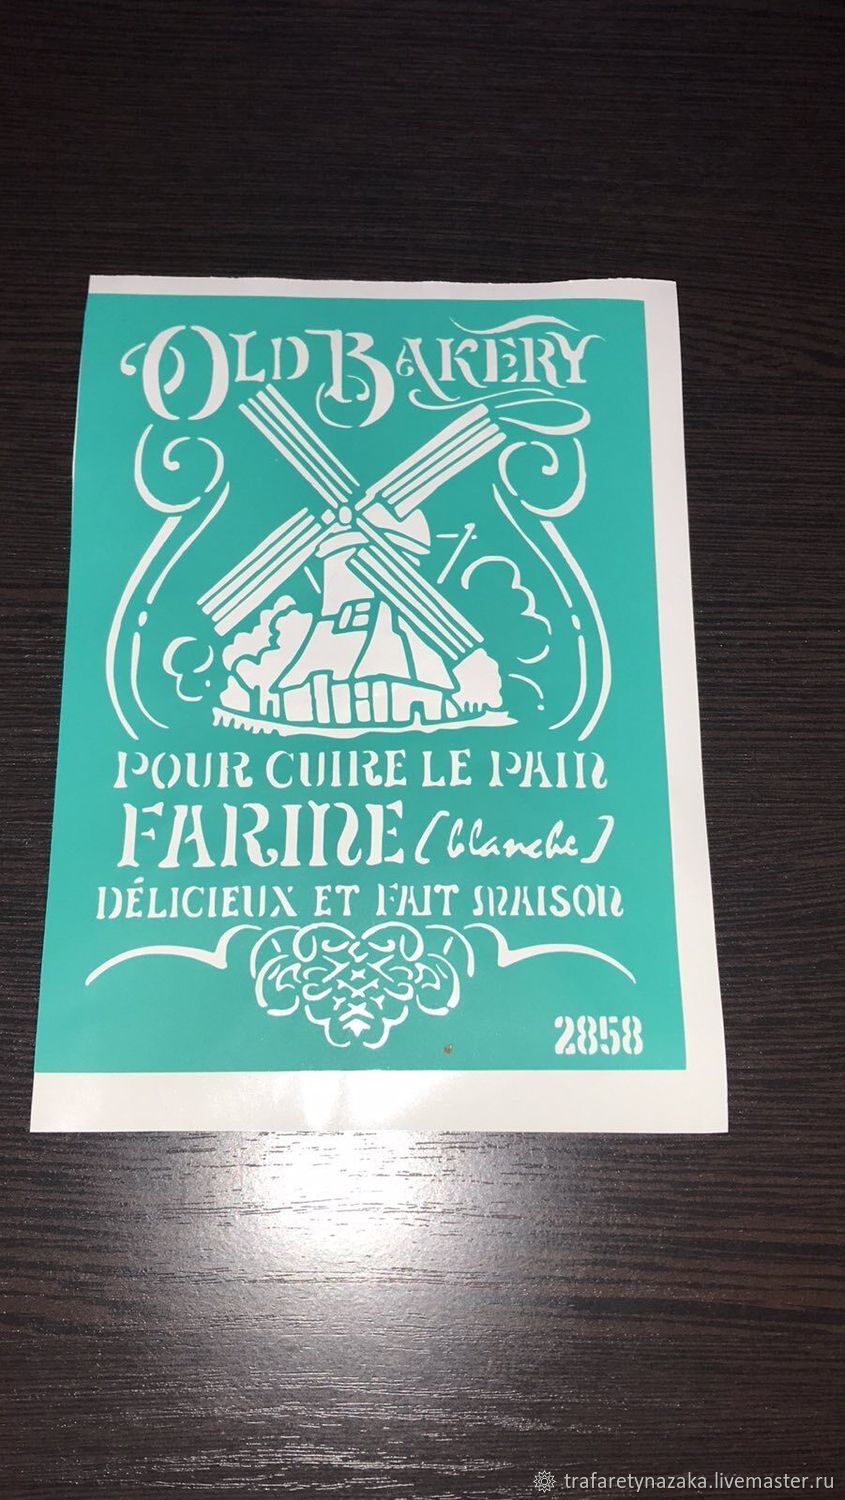 OLD BAKERY
POUR CUIRE LE PAIN
FARINE (blanche)
DÉLICIEUX ET FAIT MAISON
2858
trafaretynazaka.livemaster.ru